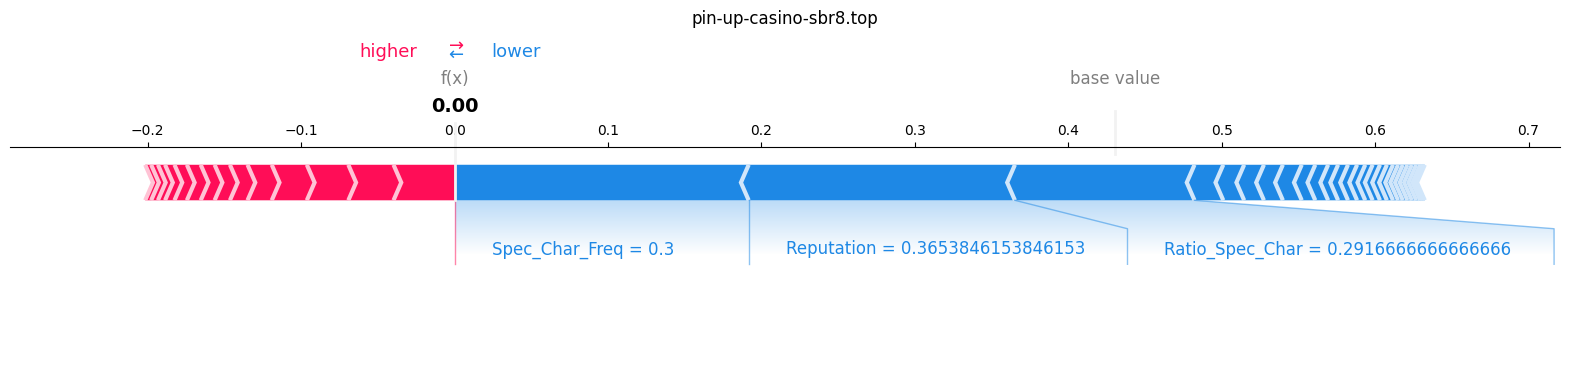 pin-up-casino-sbr8.top
higher ⇄ lower
f(x) base value
0.00
−0.2 −0.1 0.0 0.1 0.2 0.3 0.4 0.5 0.6 0.7
Spec_Char_Freq = 0.3 Reputation = 0.3653846153846153 Ratio_Spec_Char = 0.2916666666666666